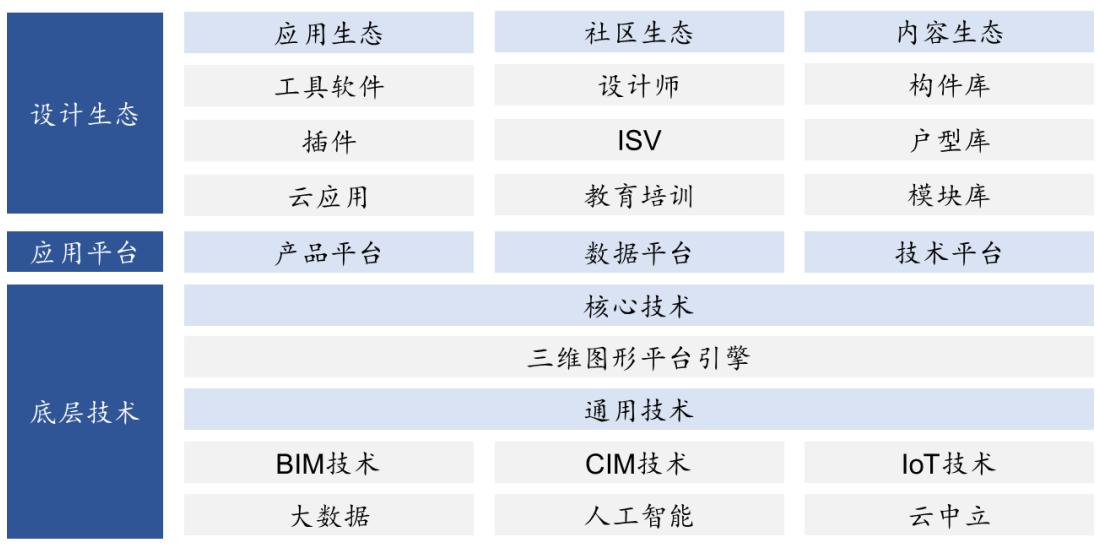 设计生态
应用生态 社区生态 内容生态
工具软件 设计师 构件库
插件 ISV 户型库
云应用 教育培训 模块库
应用平台 产品平台 数据平台 技术平台
底层技术
核心技术
三维图形平台引擎
通用技术
BIM技术 CIM技术 IoT技术
大数据 人工智能 云中立